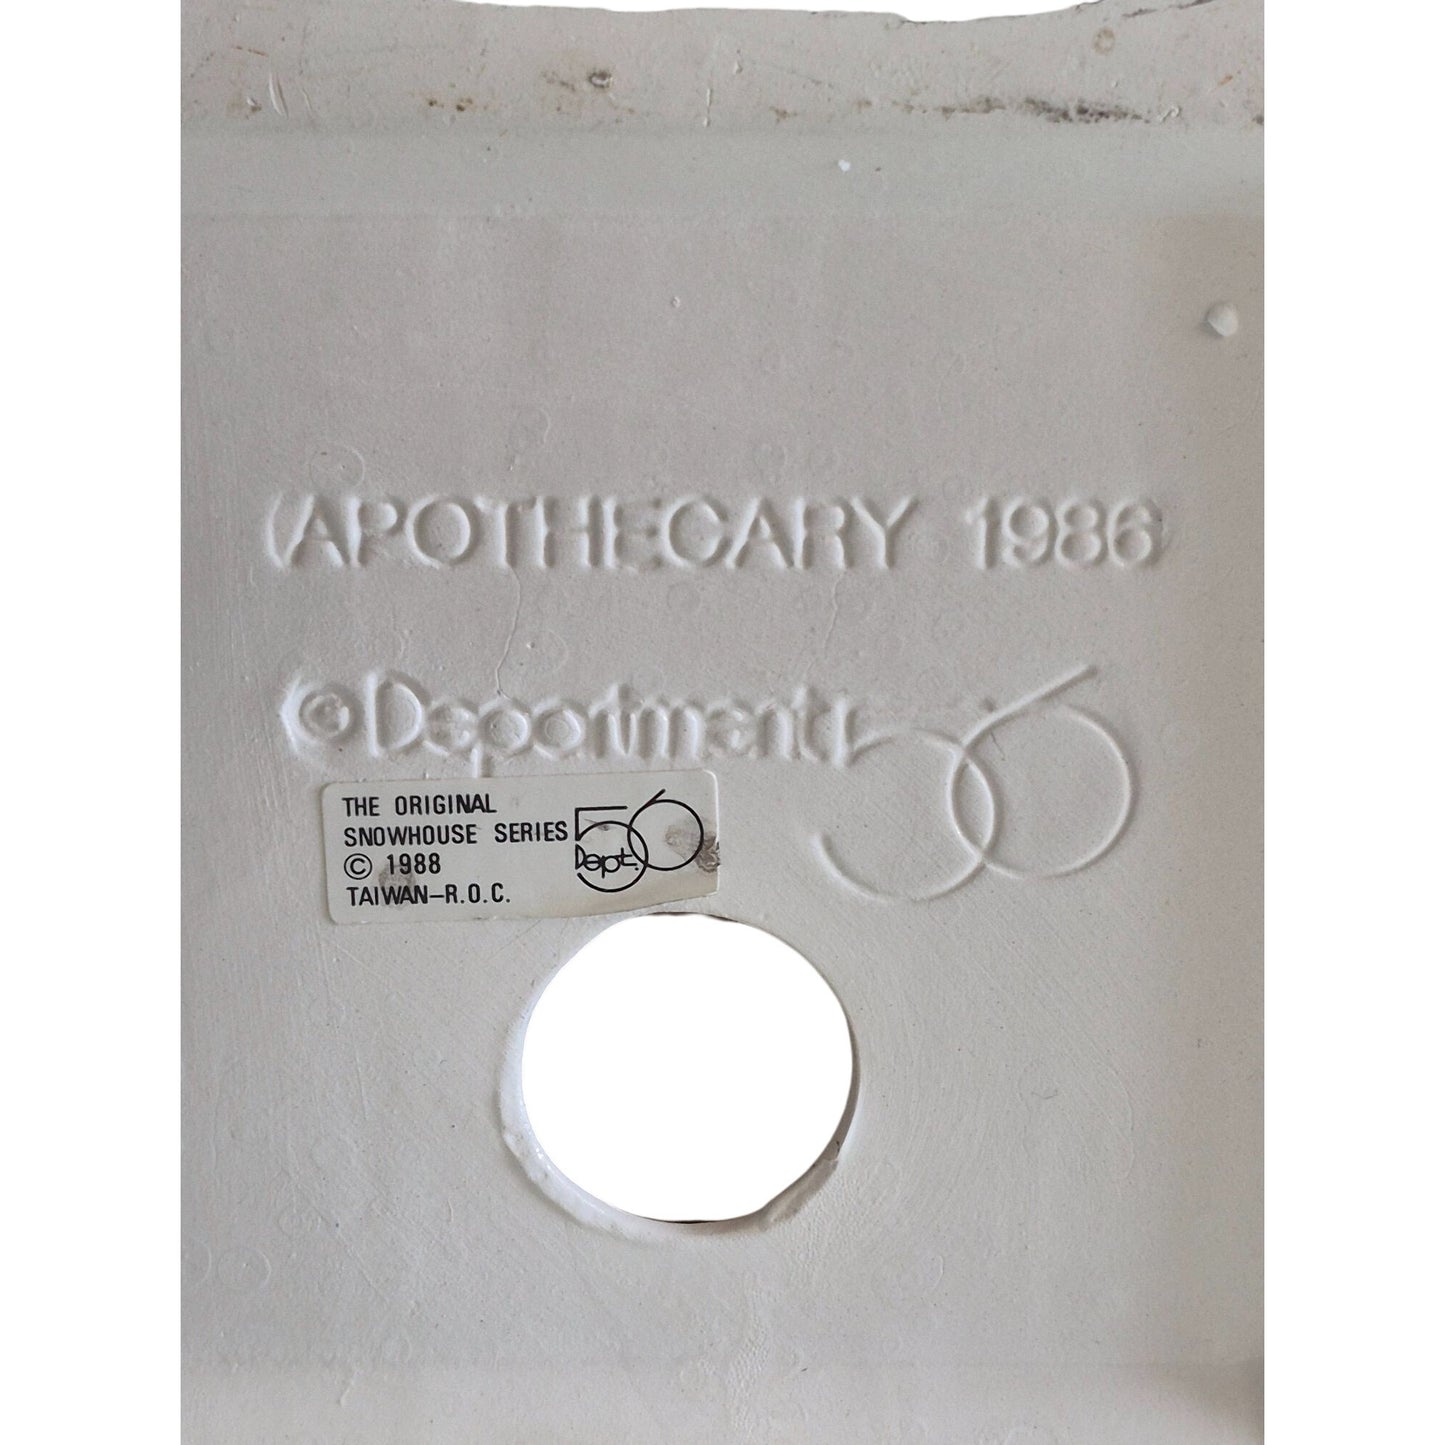 (APOTHECARY 1986)
© Department 56
THE ORIGINAL
SNOWHOUSE SERIES
© 1988
TAIWAN-R.O.C.
56
Dept.